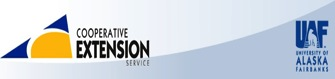 COOPERATIVE
EXTENSION
SERVICE
UAF
UNIVERSITY OF
ALASKA
FAIRBANKS